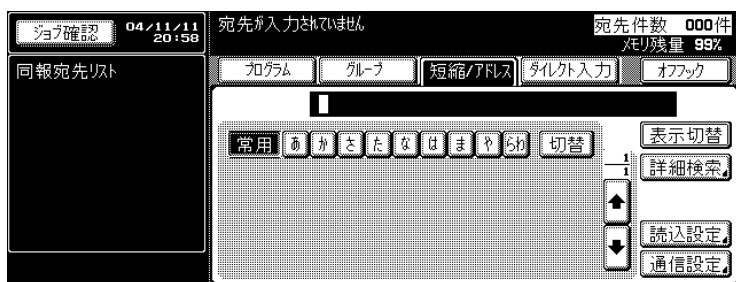 ジョブ確認 04/11/11 20:58
宛先が入力されていません
宛先件数 000件
メモリ残量 99%
同報宛先リスト
プログラム グループ 短縮/アドレス ダイレクト入力 オフフック
常用 あ か さ た な は ま や らわ 切替
表示切替
1
1
詳細検索
読込設定
通信設定